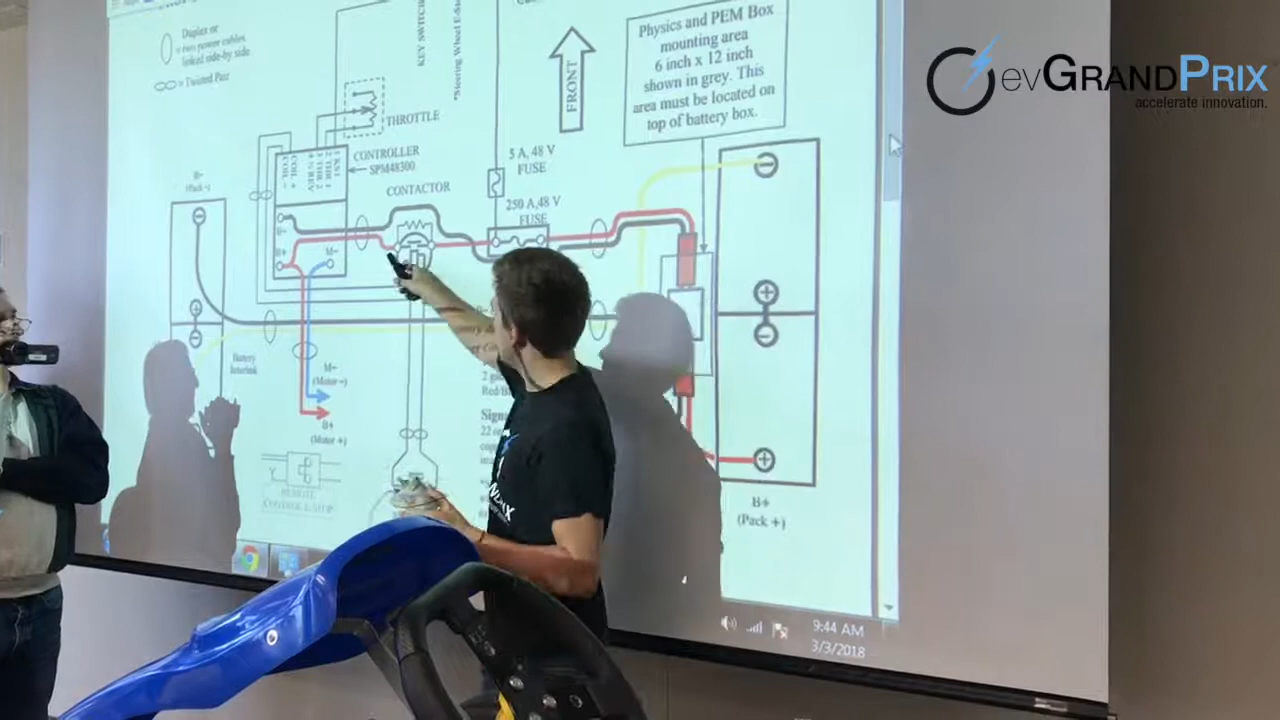 Duplex or
= two power cables,
linked side-by side
= Twisted Pair
KEY SWITCH
FRONT
Physics and PEM Box
mounting area
6 inch x 12 inch
shown in grey. This
area must be located on
top of battery box.
evGRANDPRIX
accelerate innovation.
THROTTLE
CONTROLLER
SPM48300
CONTACTOR
5 A, 48 V
FUSE
250 A,48 V
FUSE
B-
(Pack -)
COIL -
COIL +
B-
B+
M-
Battery
Interlink
M-
(Motor -)
B+
(Motor +)
B+
(Pack +)
9:44 AM
3/3/2018